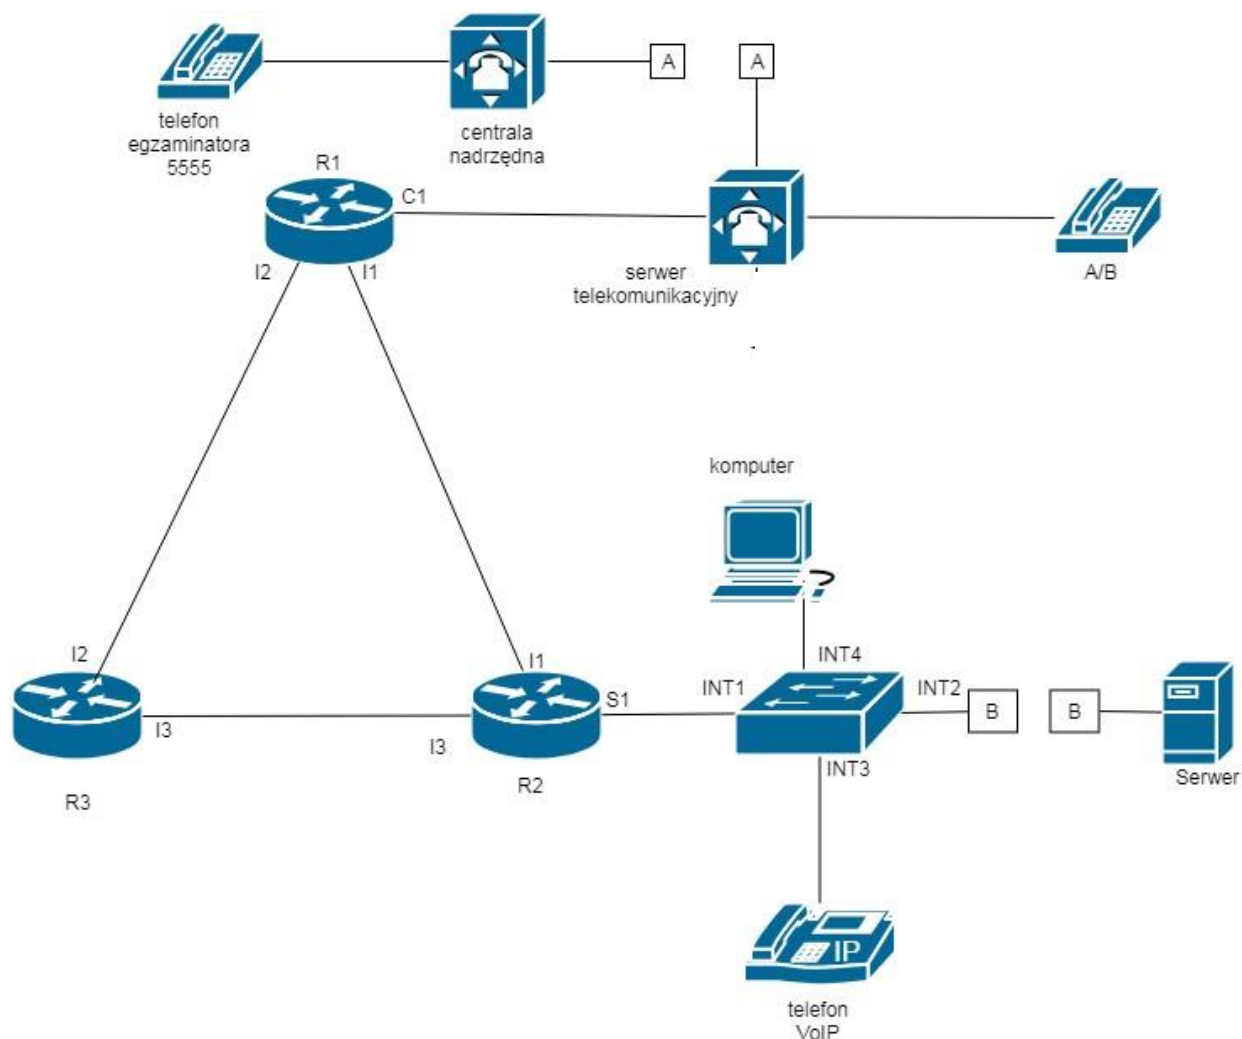 A
A
telefon
egzaminatora
5555
centrala
nadrzędna
R1
C1
I2
I1
serwer
telekomunikacyjny
A/B
komputer
I2
I3
I3
I1
S1
R3
R2
INT1
INT4
INT2
INT3
B
B
Serwer
IP
telefon
VoIP